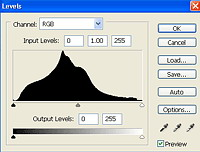 Levels
Channel: RGB
OK
Input Levels: 0 1.00 255
Cancel
Load...
Save...
Auto
Options...
Output Levels: 0 255
Preview